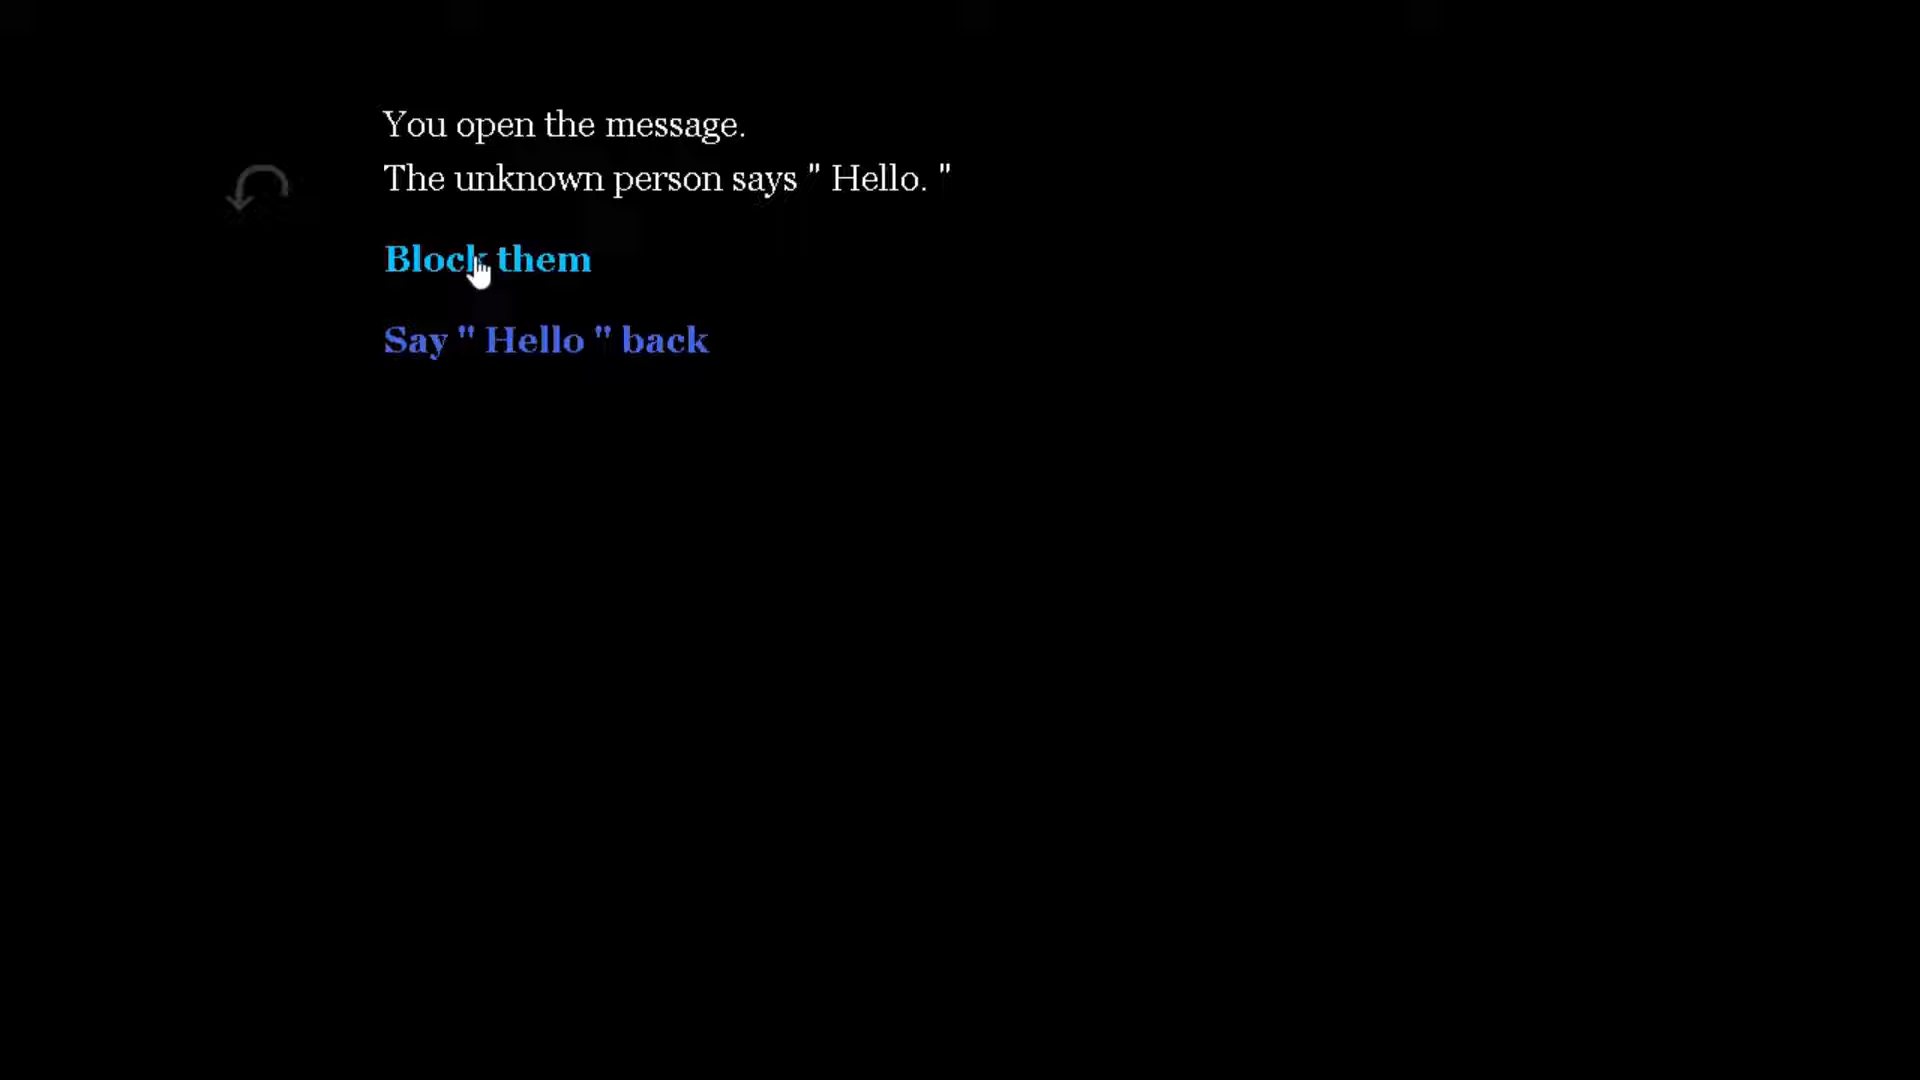 You open the message.
The unknown person says " Hello. "
Block them
Say " Hello " back